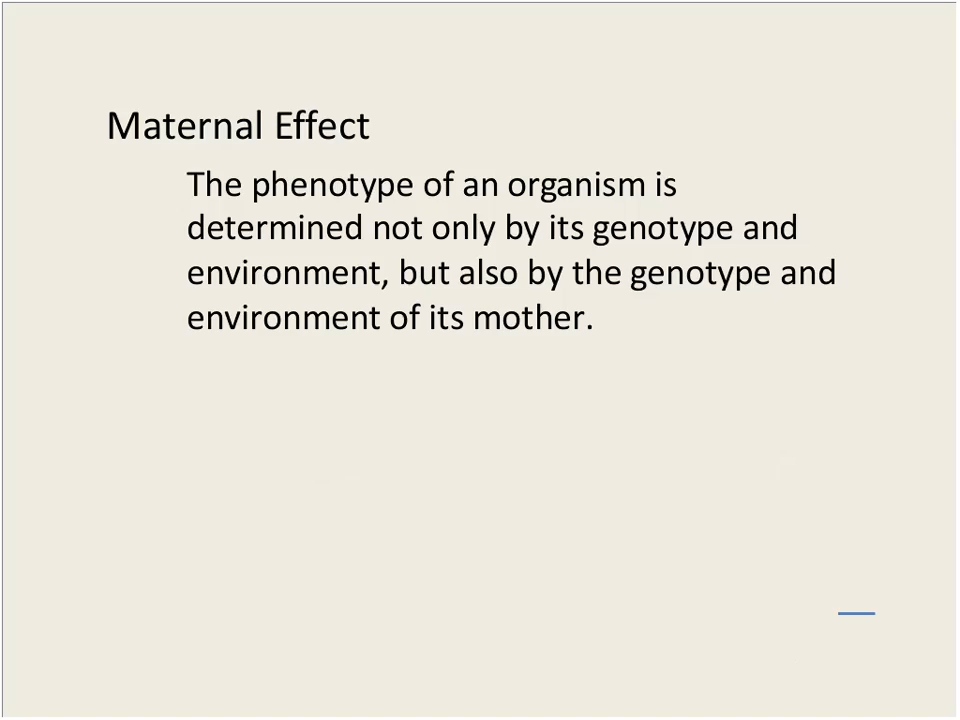 Maternal Effect
The phenotype of an organism is
determined not only by its genotype and
environment, but also by the genotype and
environment of its mother.